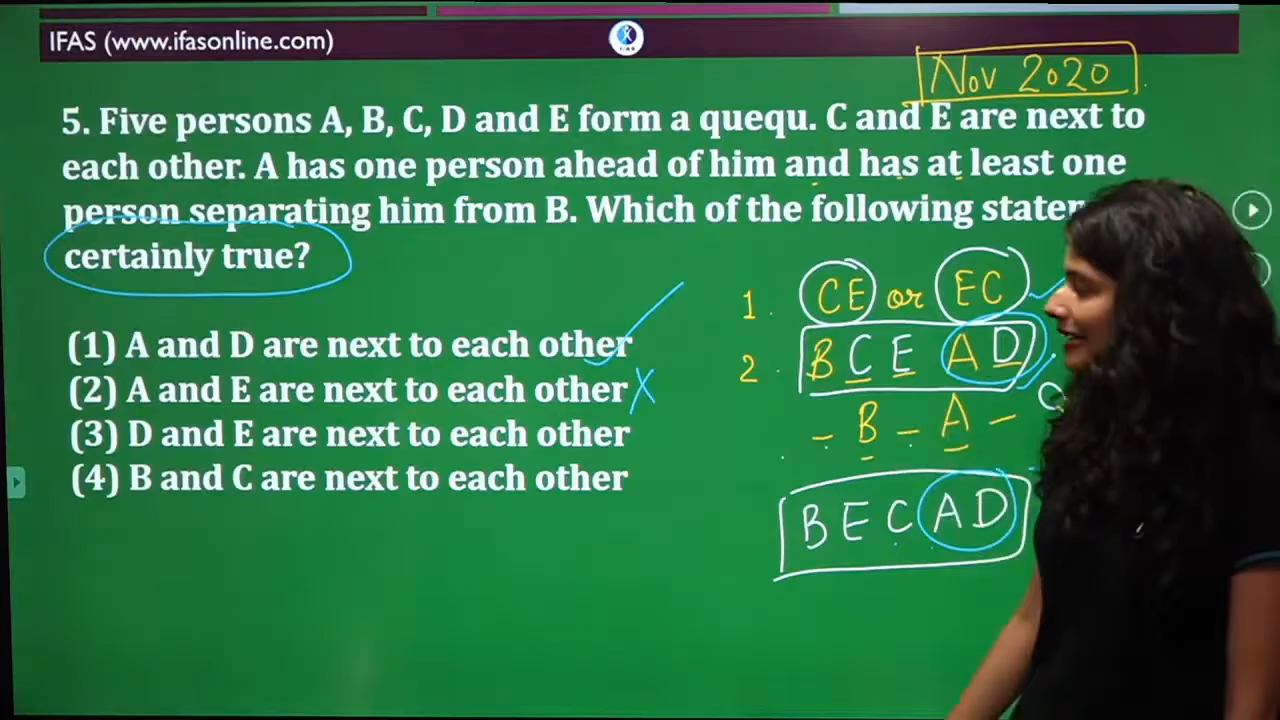 IFAS (www.ifasonline.com)
Nov 2020
5. Five persons A, B, C, D and E form a quequ. C and E are next to
each other. A has one person ahead of him and has at least one
person separating him from B. Which of the following
certainly true?
(1) A and D are next to each other
(2) A and E are next to each other X
(3) D and E are next to each other
(4) B and C are next to each other
1. CE or EC
2. B C E A D
- B - A -
B E C A D